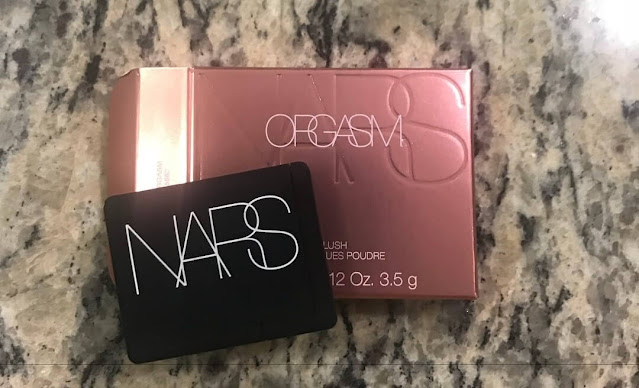 NARS
ORGASM
LUSH
UES POUDRE
12 Oz. 3.5 g
NARS